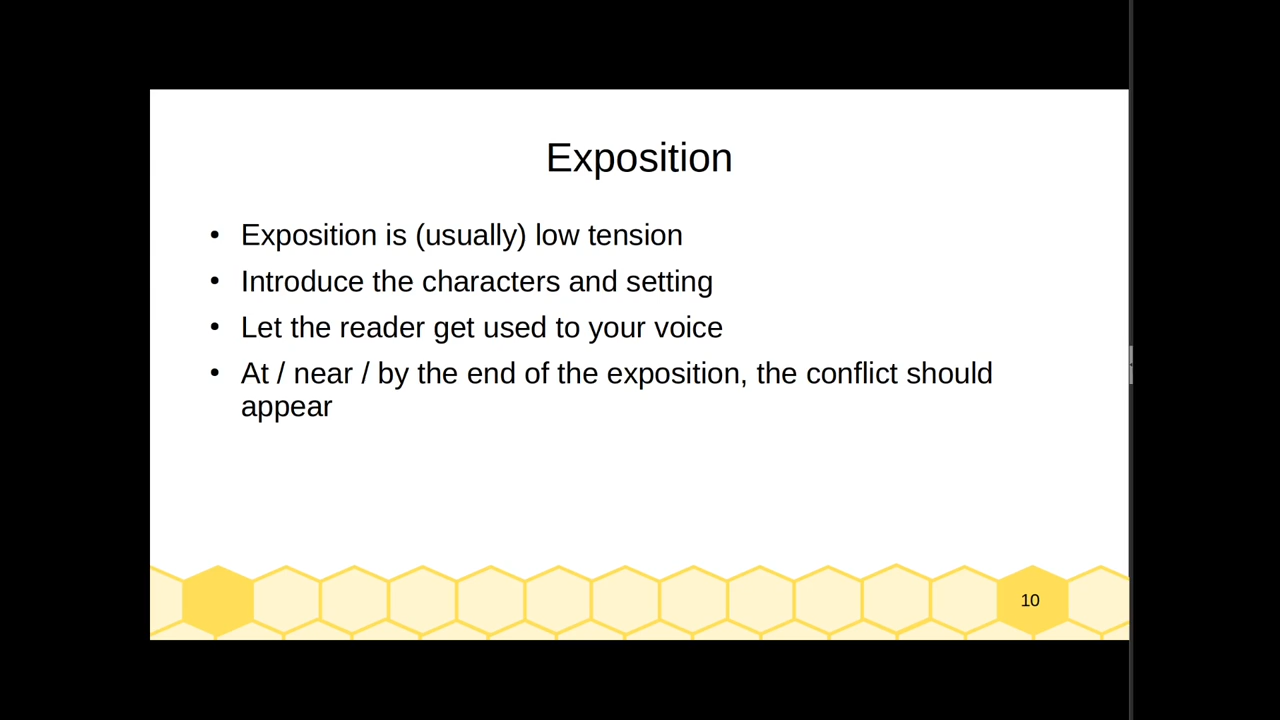 Exposition
• Exposition is (usually) low tension
• Introduce the characters and setting
• Let the reader get used to your voice
• At / near / by the end of the exposition, the conflict should
appear
10